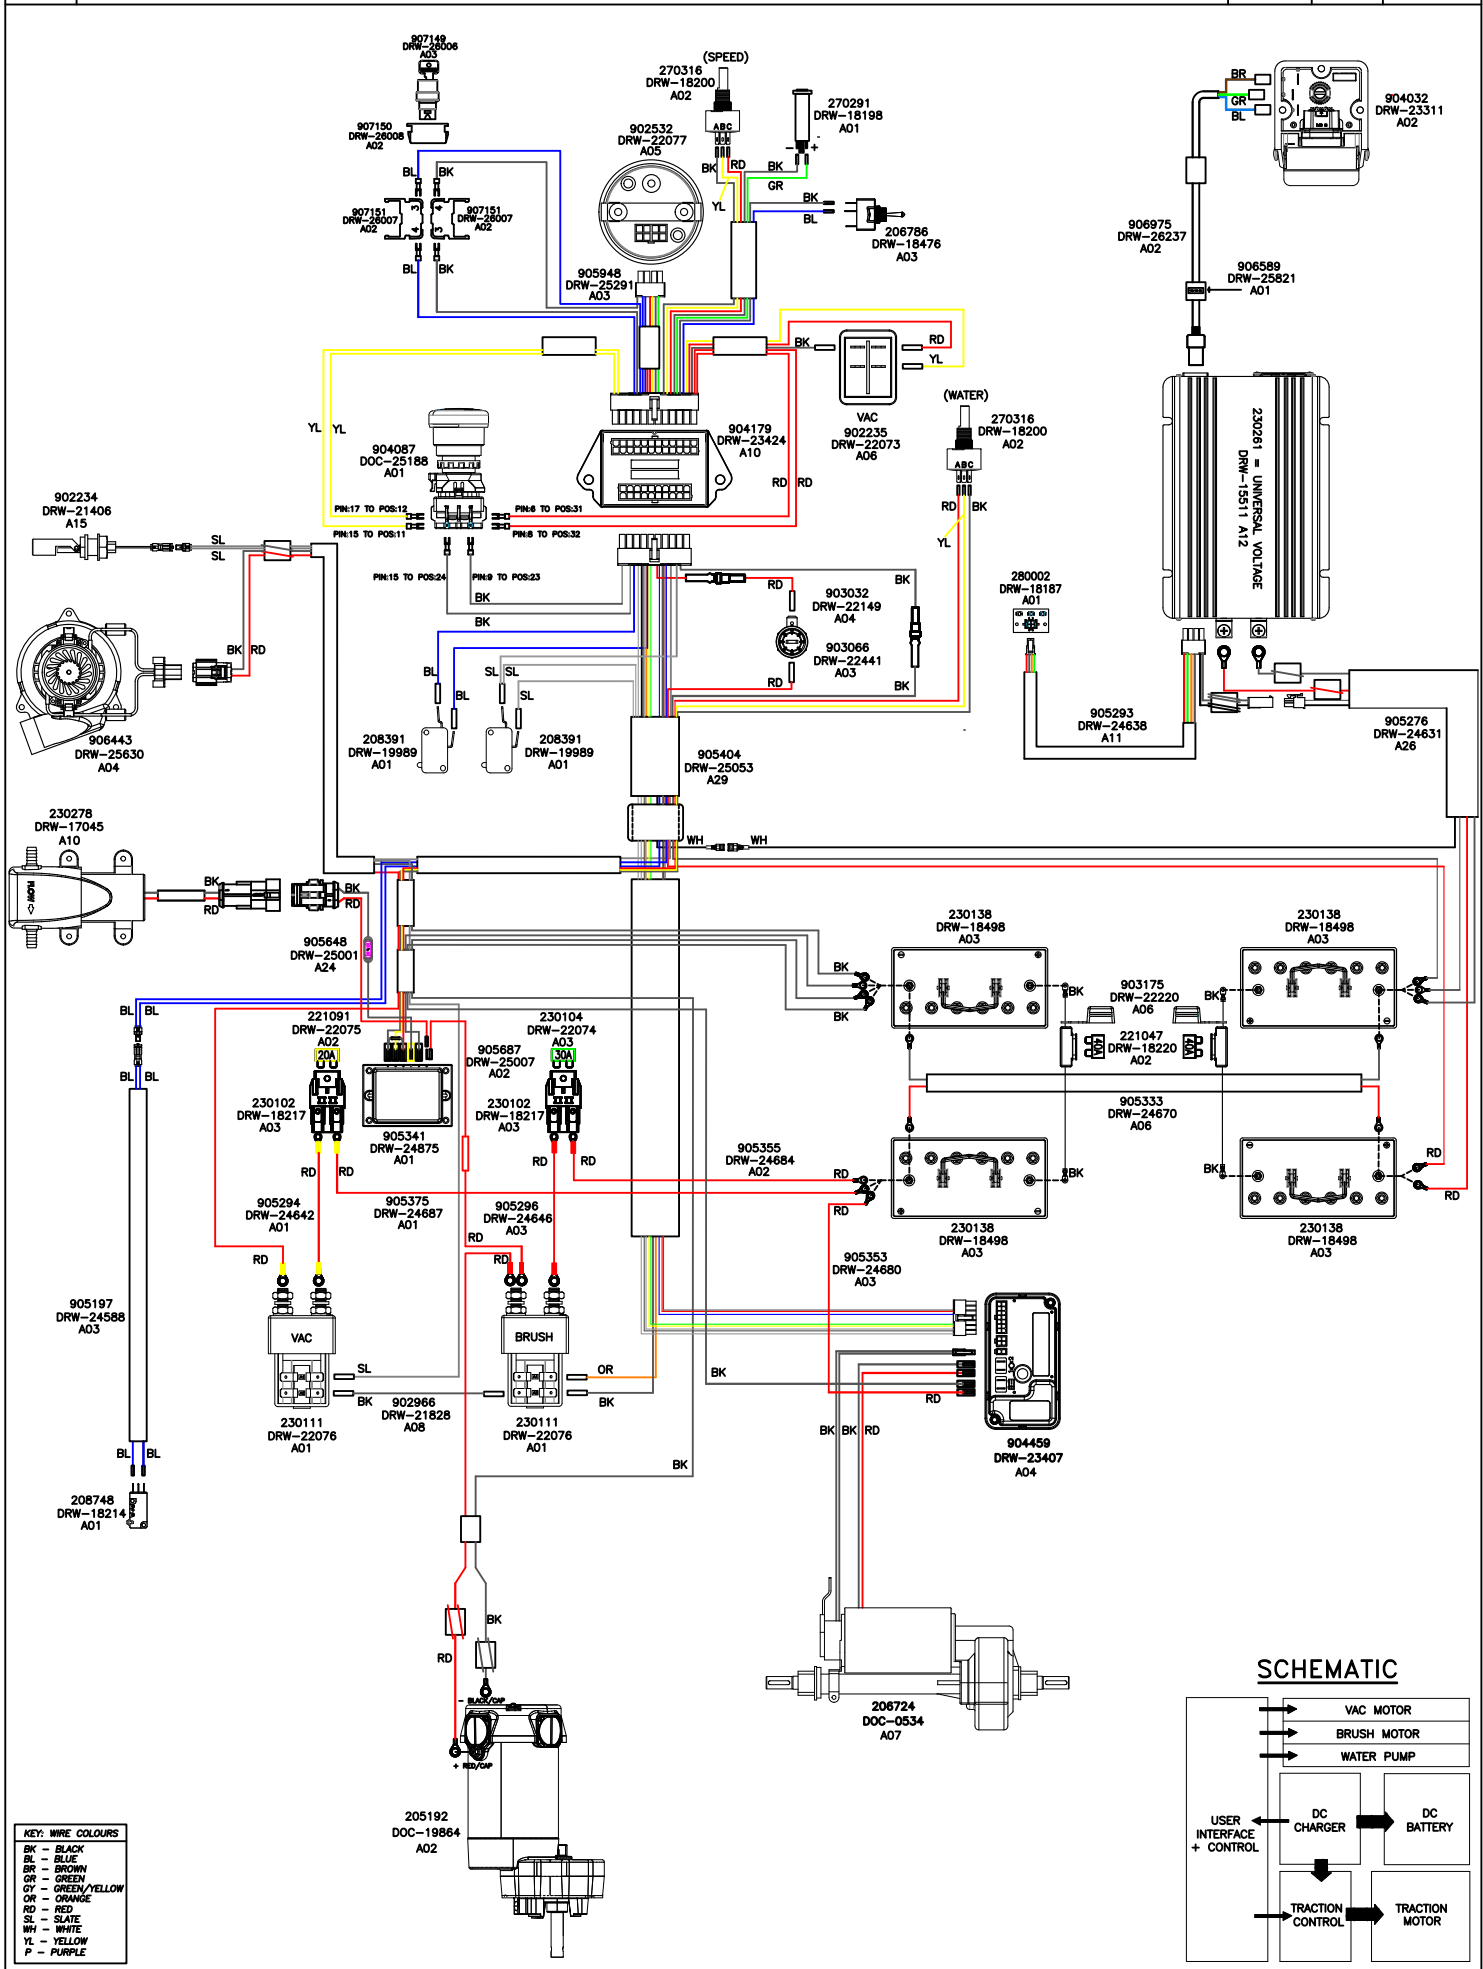 907149
DRW-26006
A03
907150
DRW-26008
A02
BL
BK
907151
DRW-26007
A02
3
4
4
3
907151
DRW-26007
A02
BL
BK
902532
DRW-22077
A05
(SPEED)
270316
DRW-18200
A02
ABC
BK
RD
YL
270291
DRW-18198
A01
- +
BK
GR
BK
BL
206786
DRW-18476
A03
BR
GR
BL
904032
DRW-23311
A02
906975
DRW-26237
A02
906589
DRW-25821
A01
905948
DRW-25291
A03
BK
RD
YL
VAC
902235
DRW-22073
A06
YL
YL
904087
DOC-25188
A01
904179
DRW-23424
A10
RD
RD
(WATER)
270316
DRW-18200
A02
ABC
RD
BK
YL
230261 = UNIVERSAL VOLTAGE
DRW-15511 A12
902234
DRW-21406
A15
SL
SL
PIN:17 TO POS:12
PIN:15 TO POS:11
PIN:6 TO POS:31
PIN:8 TO POS:32
PIN:15 TO POS:24
PIN:9 TO POS:23
BK
BK
RD
903032
DRW-22149
A04
903066
DRW-22441
A03
RD
BK
BK
280002
DRW-18187
A01
BK
RD
906443
DRW-25630
A04
BL
BL
SL
SL
208391
DRW-19989
A01
208391
DRW-19989
A01
905404
DRW-25053
A29
905293
DRW-24638
A11
905276
DRW-24631
A26
230278
DRW-17045
A10
FLOW
BK
RD
BK
RD
WH
WH
905648
DRW-25001
A24
230138
DRW-18498
A03
230138
DRW-18498
A03
BK
BK
BK
BK
903175
DRW-22220
A06
221047
DRW-18220
A02
40A
40A
BL
BL
BL
BL
221091
DRW-22075
A02
20A
905687
DRW-25007
A02
230104
DRW-22074
A03
30A
230102
DRW-18217
A03
905341
DRW-24875
A01
230102
DRW-18217
A03
905333
DRW-24670
A06
905355
DRW-24684
A02
RD
RD
RD
RD
RD
RD
BK
BK
RD
RD
905294
DRW-24642
A01
905375
DRW-24687
A01
905296
DRW-24646
A03
230138
DRW-18498
A03
230138
DRW-18498
A03
RD
RD
RD
905353
DRW-24680
A03
905197
DRW-24588
A03
VAC
BRUSH
SL
BK
902966
DRW-21828
A08
OR
BK
BK
RD
230111
DRW-22076
A01
230111
DRW-22076
A01
BK
BK
RD
904459
DRW-23407
A04
BL
BL
208748
DRW-18214
A01
BK
BK
RD
- BLACK/CAP
+ RED/CAP
206724
DOC-0534
A07
205192
DOC-19864
A02
KEY: WIRE COLOURS
BK - BLACK
BL - BLUE
BR - BROWN
GR - GREEN
GY - GREEN/YELLOW
OR - ORANGE
RD - RED
SL - SLATE
WH - WHITE
YL - YELLOW
P - PURPLE
SCHEMATIC
VAC MOTOR
BRUSH MOTOR
WATER PUMP
USER
INTERFACE
+ CONTROL
DC
CHARGER
DC
BATTERY
TRACTION
CONTROL
TRACTION
MOTOR